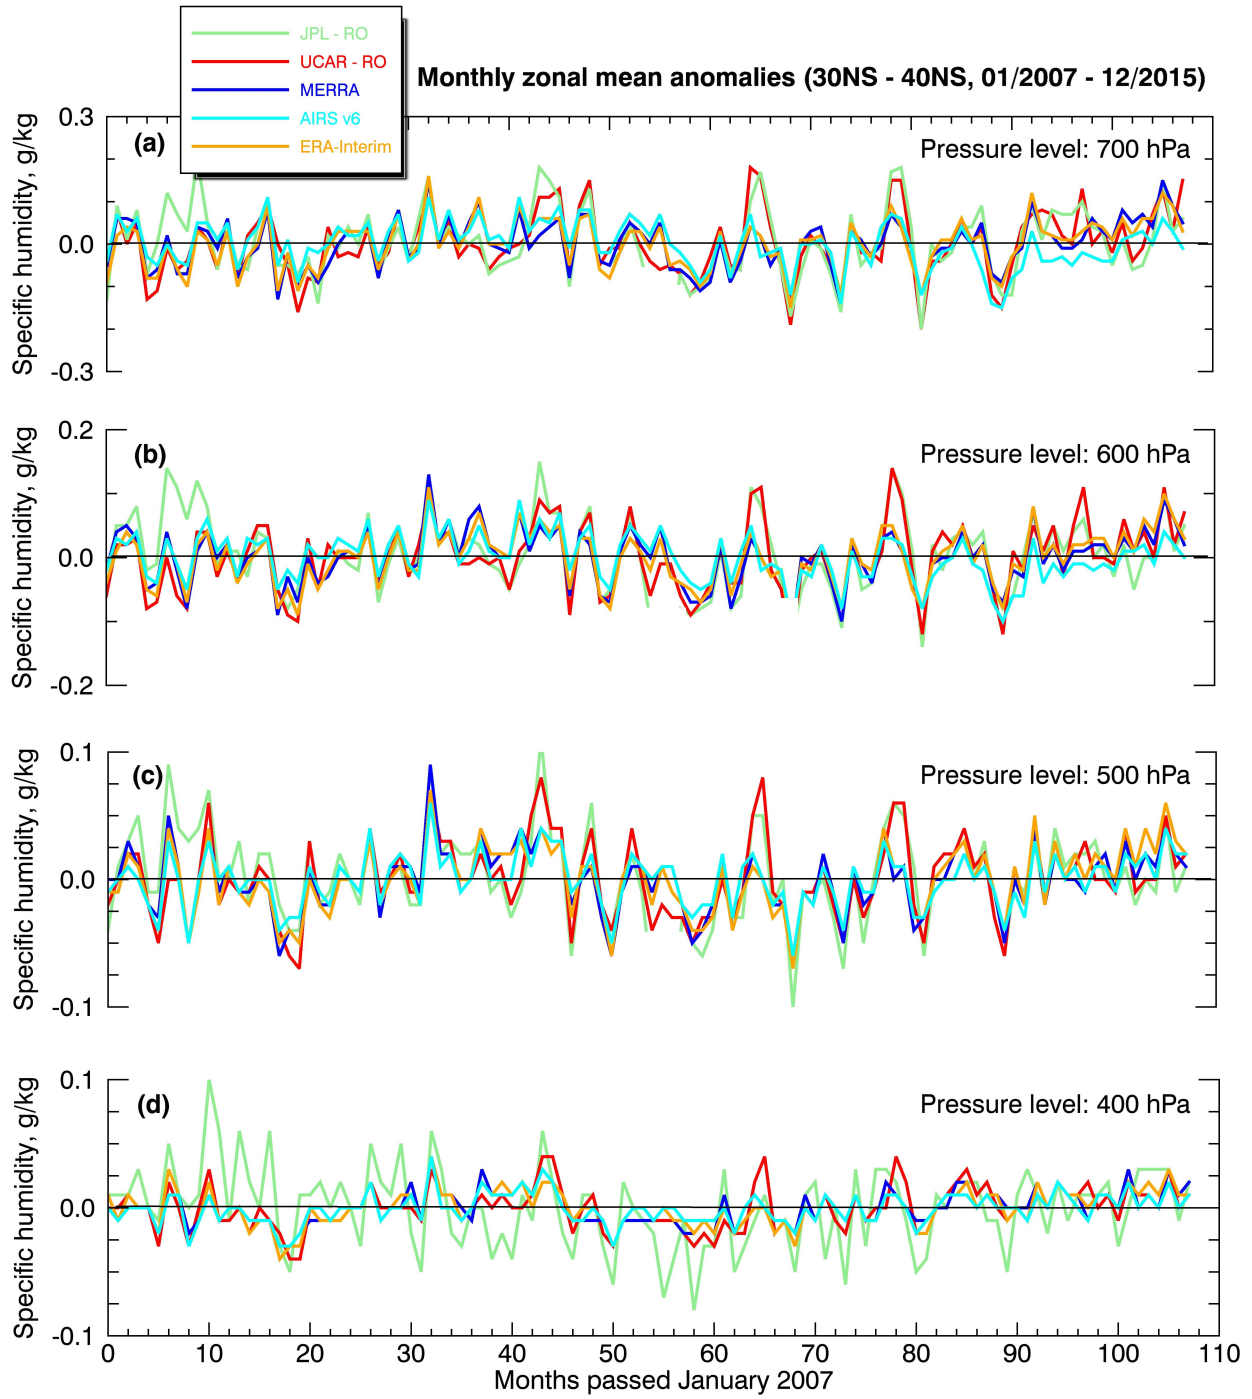 JPL - RO
UCAR - RO
MERRA
AIRS v6
ERA-Interim
Monthly zonal mean anomalies (30NS - 40NS, 01/2007 - 12/2015)
Specific humidity, g/kg
0.3
0.0
-0.3
(a)
Pressure level: 700 hPa
Specific humidity, g/kg
0.2
0.0
-0.2
(b)
Pressure level: 600 hPa
Specific humidity, g/kg
0.1
0.0
-0.1
(c)
Pressure level: 500 hPa
Specific humidity, g/kg
0.1
0.0
-0.1
(d)
Pressure level: 400 hPa
0 10 20 30 40 50 60 70 80 90 100 110
Months passed January 2007